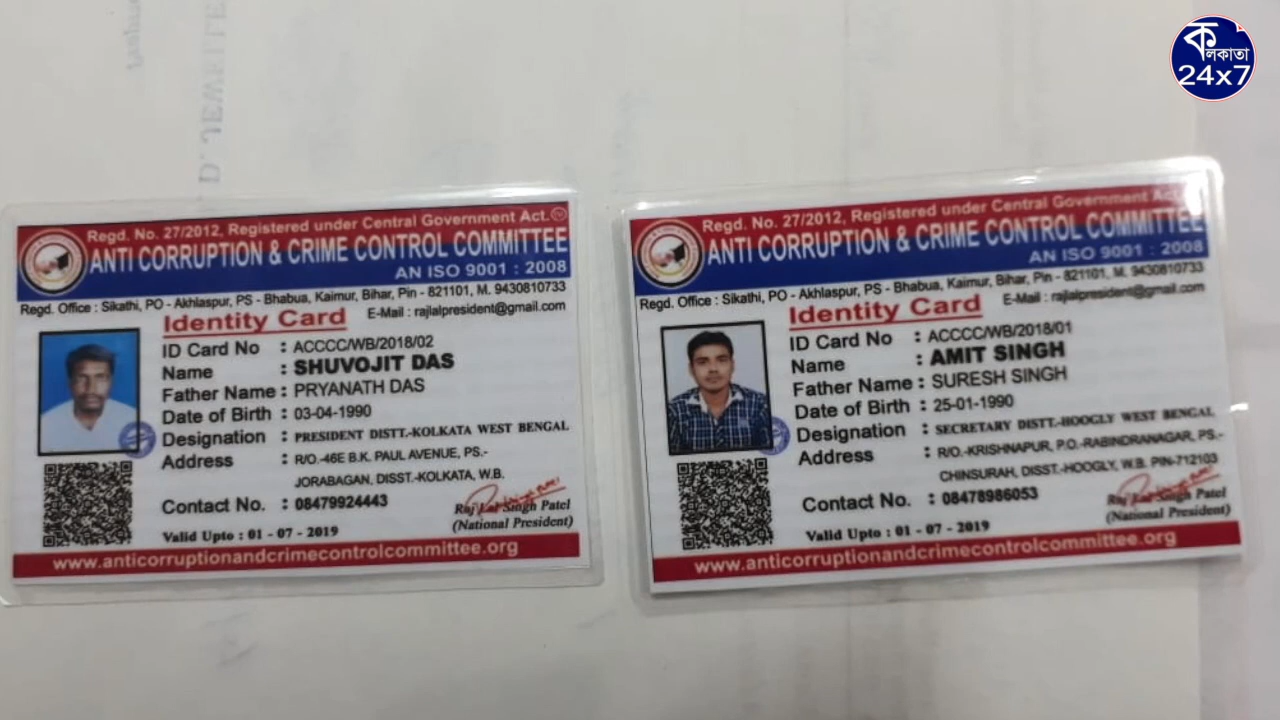 কলকাতা
24x7
D. JEWELLE
Regd. No. 27/2012, Registered under Central Government Act.
ANTI CORRUPTION & CRIME CONTROL COMMITTEE
AN ISO 9001 : 2008
Regd. Office : Sikathi, PO - Akhlaspur, PS - Bhabua, Kaimur, Bihar, Pin - 821101, M. 9430810733
Identity Card
E-Mail : rajlalpresident@gmail.com
ID Card No : ACCCC/WB/2018/02
Name : SHUVOJIT DAS
Father Name : PRYANATH DAS
Date of Birth : 03-04-1990
Designation : PRESIDENT DISTT.-KOLKATA WEST BENGAL
Address : R/O.-46E B.K. PAUL AVENUE, PS.-
JORABAGAN, DISST.-KOLKATA, W.B.
Contact No. : 08479924443
Raj Lal Singh Patel
(National President)
Valid Upto : 01 - 07 - 2019
www.anticorruptionandcrimecontrolcommittee.org
Regd. No. 27/2012, Registered under Central Government Act.
ANTI CORRUPTION & CRIME CONTROL COMMITTEE
AN ISO 9001 : 2008
Regd. Office : Sikathi, PO - Akhlaspur, PS - Bhabua, Kaimur, Bihar, Pin - 821101, M. 9430810733
Identity Card
E-Mail : rajlalpresident@gmail.com
ID Card No : ACCCC/WB/2018/01
Name : AMIT SINGH
Father Name : SURESH SINGH
Date of Birth : 25-01-1990
Designation : SECRETARY DISTT.-HOOGLY WEST BENGAL
Address : R/O.-KRISHNAPUR, P.O.-RABINDRANAGAR, PS.-
CHINSURAH, DISST.-HOOGLY, W.B. PIN-712103
Contact No. : 08478986053
Raj Lal Singh Patel
(National President)
Valid Upto : 01 - 07 - 2019
www.anticorruptionandcrimecontrolcommittee.org